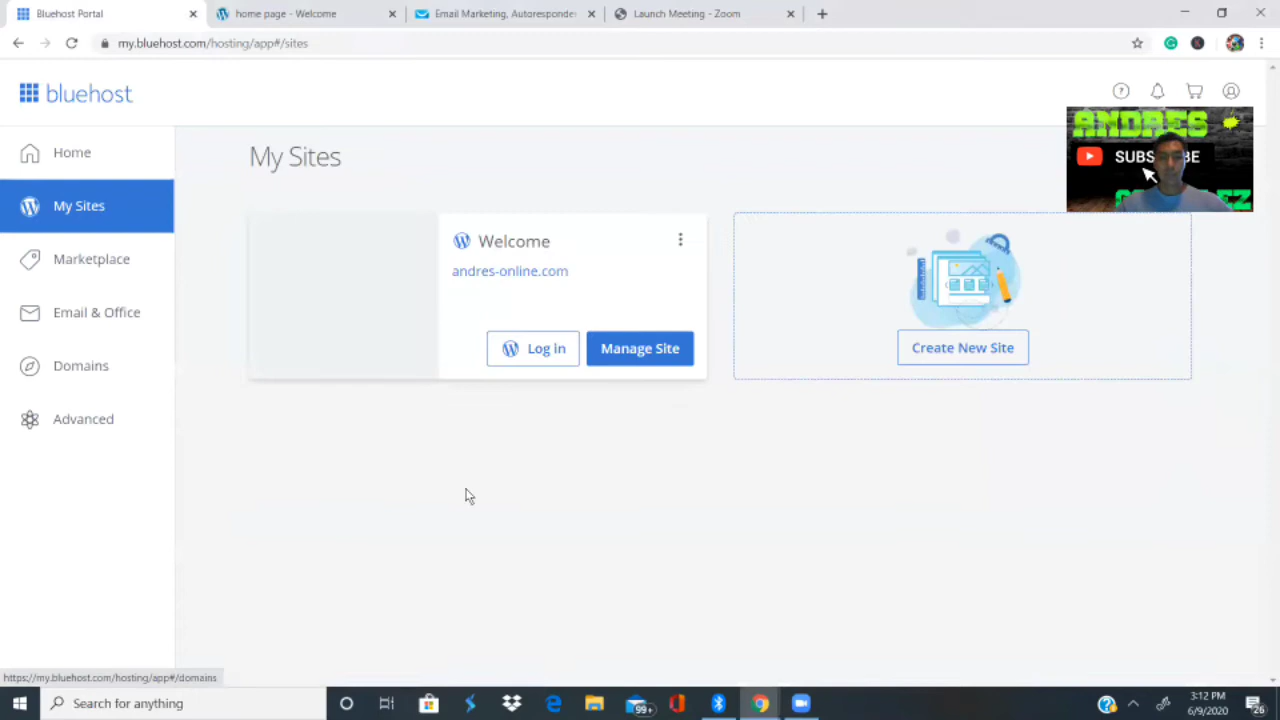 Bluehost Portal
home page - Welcome
Email Marketing, Autoresponde
Launch Meeting - Zoom
my.bluehost.com/hosting/app#/sites
bluehost
Home
My Sites
Marketplace
Email & Office
Domains
Advanced
My Sites
Welcome
andres-online.com
Log in
Manage Site
Create New Site
ANDRES
SUBS
BE
https://my.bluehost.com/hosting/app#/domains
Search for anything
99+
3:12 PM
6/9/2020
26